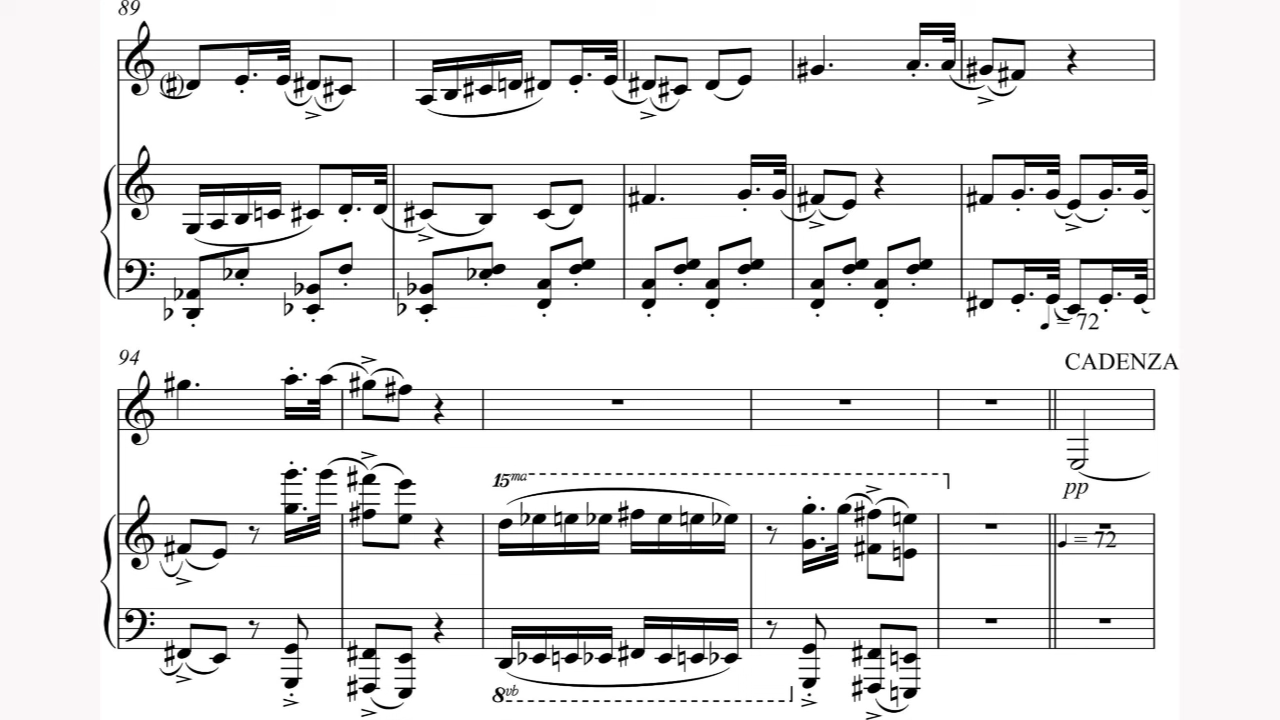 89
♩ = 72
94
CADENZA
pp
15ma
♩ = 72
8vb